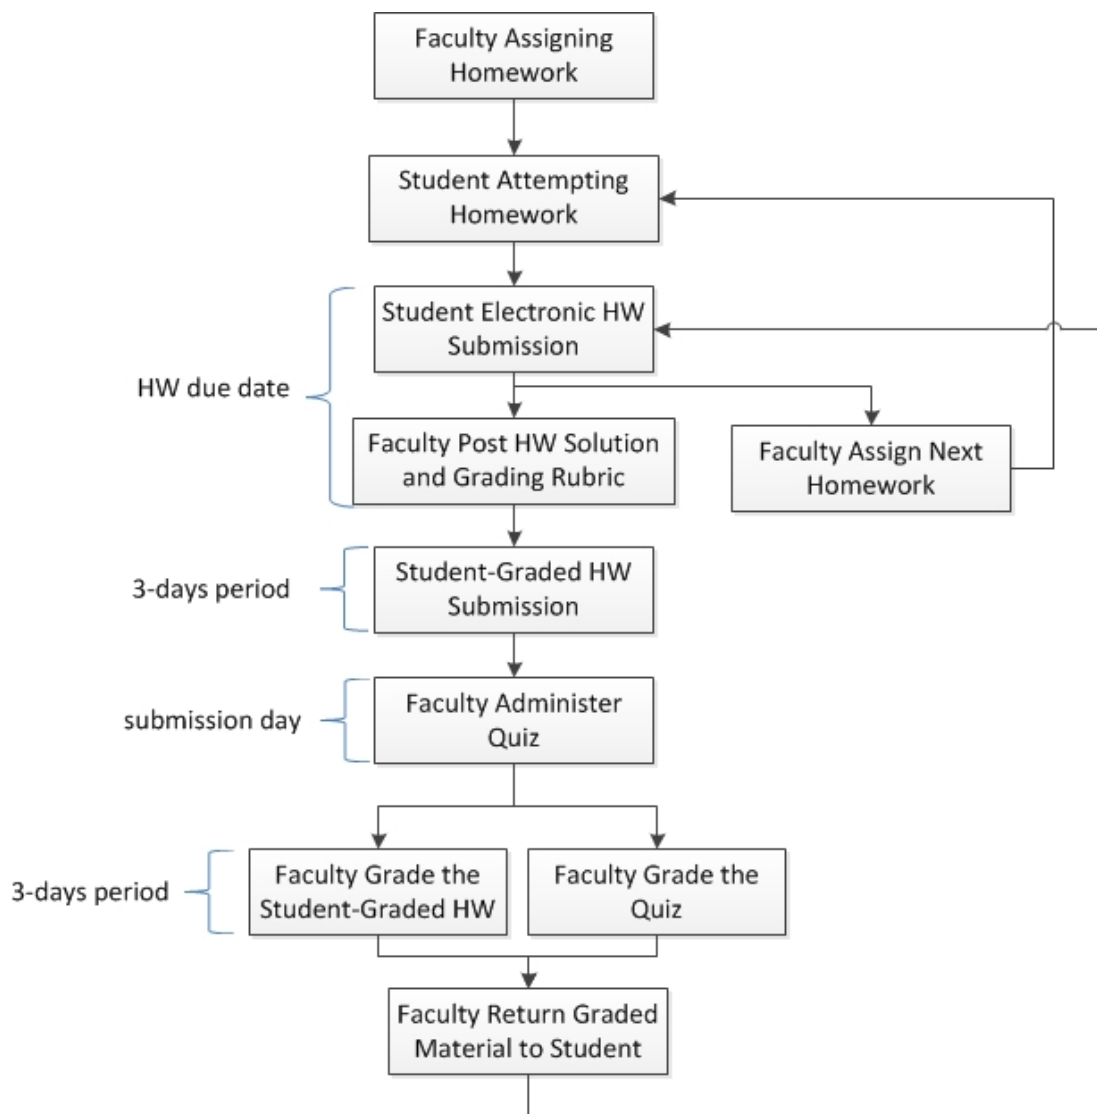 Faculty Assigning
Homework
Student Attempting
Homework
Student Electronic HW
Submission
HW due date
Faculty Post HW Solution
and Grading Rubric
Faculty Assign Next
Homework
3-days period
Student-Graded HW
Submission
submission day
Faculty Administer
Quiz
3-days period
Faculty Grade the
Student-Graded HW
Faculty Grade the
Quiz
Faculty Return Graded
Material to Student